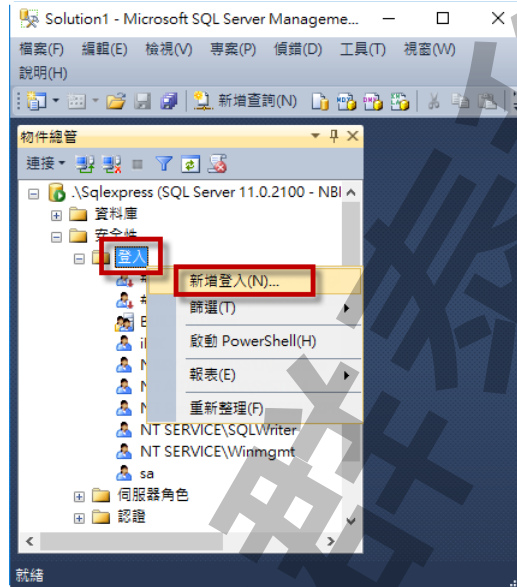 Solution1 - Microsoft SQL Server Manageme...
檔案(F) 編輯(E) 檢視(V) 專案(P) 偵錯(D) 工具(T) 視窗(W)
說明(H)
新增查詢(N)
物件總管
連接
.\Sqlexpress (SQL Server 11.0.2100 - NBI
資料庫
安全性
登入
新增登入(N)...
篩選(T)
啟動 PowerShell(H)
報表(E)
重新整理(F)
NT SERVICE\SQLWriter
NT SERVICE\Winmgmt
sa
伺服器角色
認證
就緒